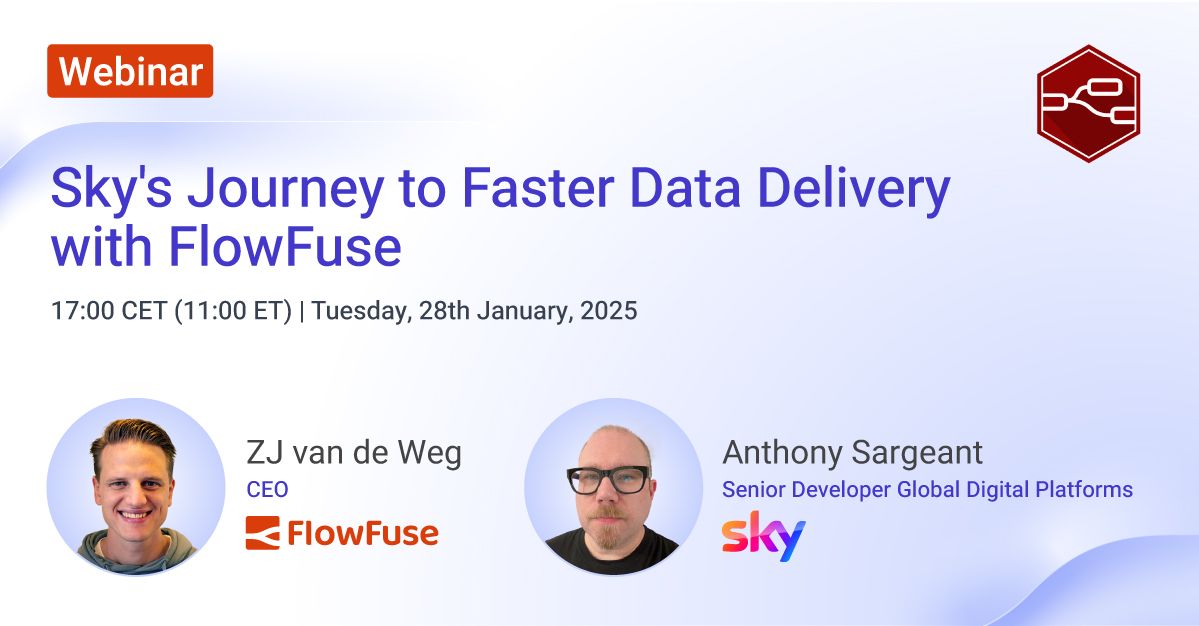 Webinar
Sky's Journey to Faster Data Delivery
with FlowFuse
17:00 CET (11:00 ET) | Tuesday, 28th January, 2025
ZJ van de Weg
CEO
FlowFuse
Anthony Sargeant
Senior Developer Global Digital Platforms
sky